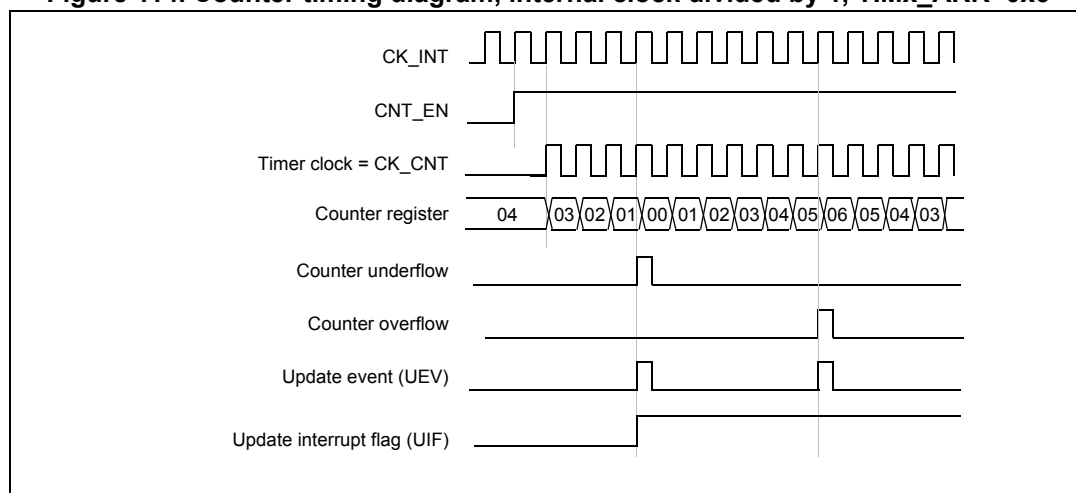 CK_INT
CNT_EN
Timer clock = CK_CNT
Counter register 04 03 02 01 00 01 02 03 04 05 06 05 04 03
Counter underflow
Counter overflow
Update event (UEV)
Update interrupt flag (UIF)